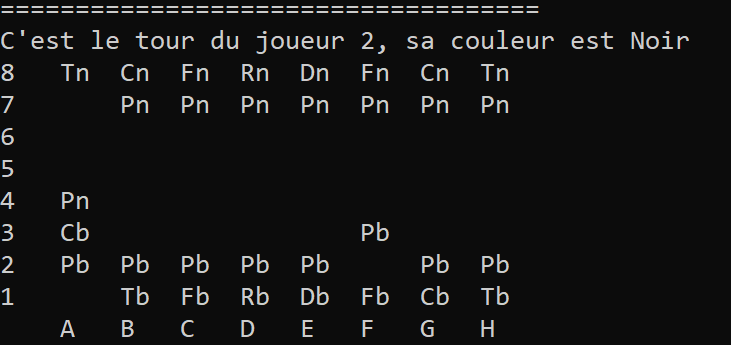 ====================================
C'est le tour du joueur 2, sa couleur est Noir
8   Tn  Cn  Fn  Rn  Dn  Fn  Cn  Tn
7       Pn  Pn  Pn  Pn  Pn  Pn  Pn
6
5
4   Pn
3   Cb                  Pb
2   Pb  Pb  Pb  Pb  Pb      Pb  Pb
1       Tb  Fb  Rb  Db  Fb  Cb  Tb
    A   B   C   D   E   F   G   H